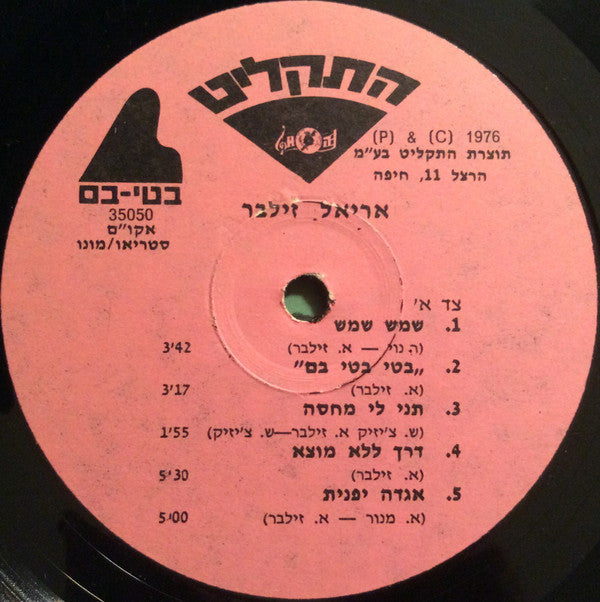 התקליט
(P) & (C) 1976
תוצרת התקליט בע"מ
הרצל 11, חיפה
בטי-בם
35050
אקו"ם
סטריאו/מונו
אריאל זילבר
צד א'
1. שמש שמש
(ה. נוי — א. זילבר) 3'42
2. „בטי בטי בם"
(א. זילבר) 3'17
3. תני לי מחסה
(ש. צ'יזיק א. זילבר—ש. צ'יזיק) 1'55
4. דרך ללא מוצא
(א. זילבר) 5'30
5. אגדה יפנית
(א. מנור — א. זילבר) 5'00